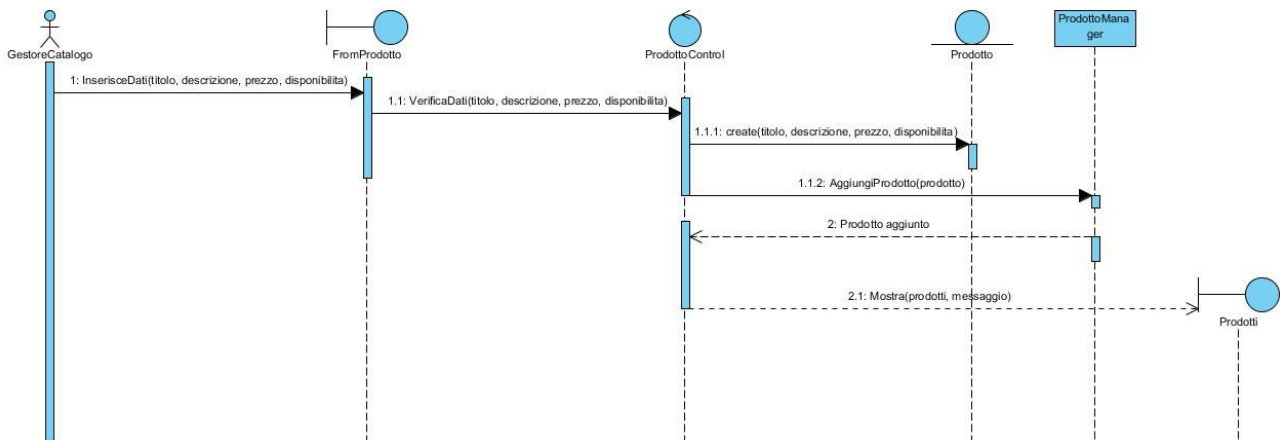 ProdottoMana
ger
GestoreCatalogo
FromProdotto
ProdottoControl
Prodotto
1: InserisceDati(titolo, descrizione, prezzo, disponibilita)
1.1: VerificaDati(titolo, descrizione, prezzo, disponibilita)
1.1.1: create(titolo, descrizione, prezzo, disponibilita)
1.1.2: AggiungiProdotto(prodotto)
2: Prodotto aggiunto
2.1: Mostra(prodotti, messaggio)
Prodotti